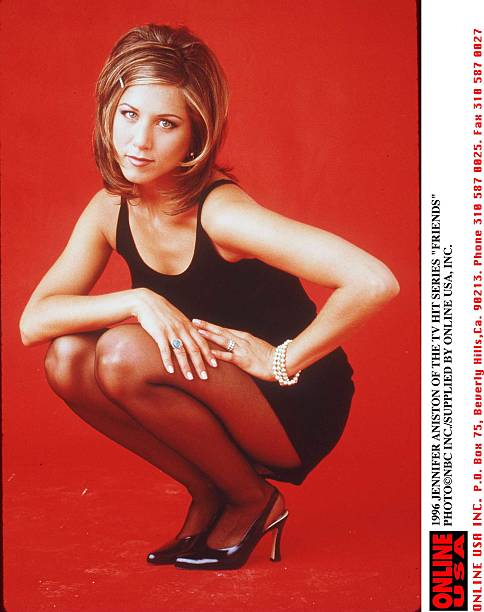 1996 JENNIFER ANISTON OF THE TV HIT SERIES "FRIENDS"
PHOTO©NBC INC./SUPPLIED BY ONLINE USA, INC.
ONLINE
USA
ONLINE USA INC. P.O. Box 75, Beverly Hills,Ca. 90213. Phone 310 587 0025. Fax 310 587 0027